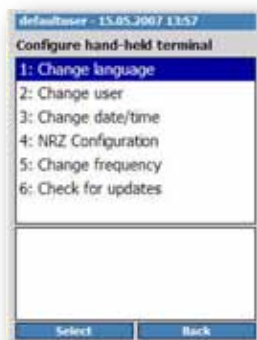 defaultuser - 15.05.2007 13:57
Configure hand-held terminal
1: Change language
2: Change user
3: Change date/time
4: NRZ Configuration
5: Change frequency
6: Check for updates
Select Back